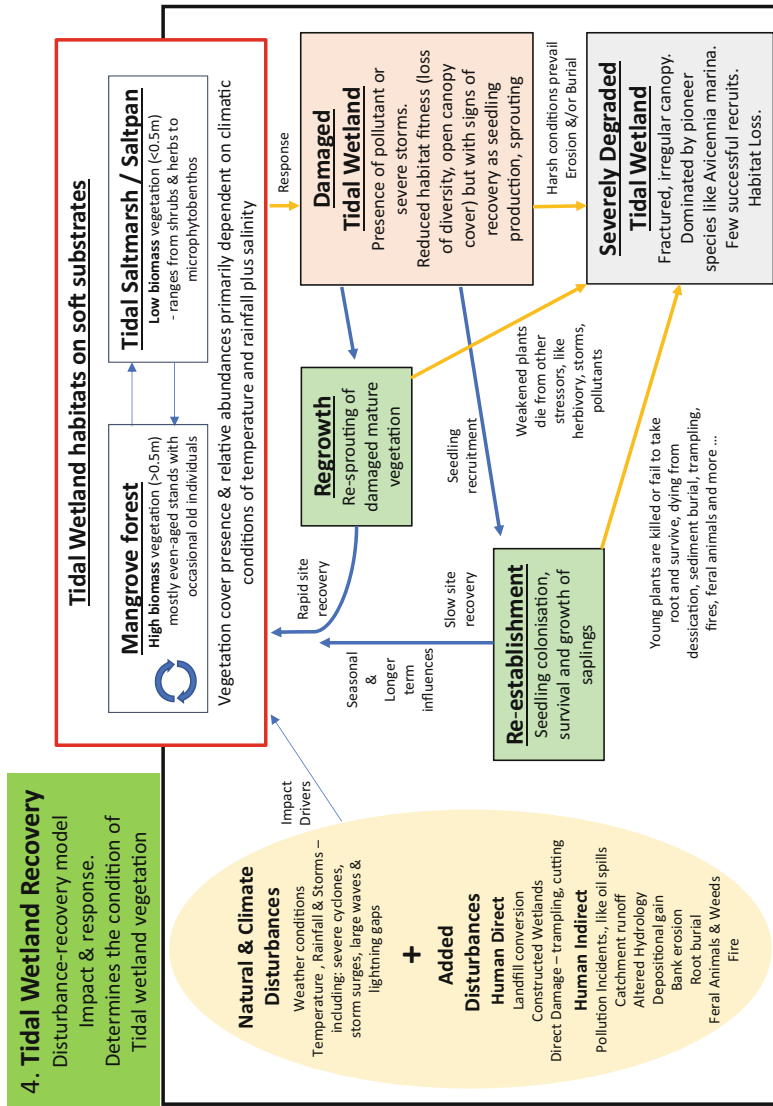 4. Tidal Wetland Recovery
Disturbance-recovery model
Impact & response.
Determines the condition of
Tidal wetland vegetation
Tidal Wetland habitats on soft substrates
Mangrove forest
High biomass vegetation (>0.5m)
mostly even-aged stands with
occasional old individuals
Tidal Saltmarsh / Saltpan
Low biomass vegetation (<0.5m)
- ranges from shrubs & herbs to
microphytobenthos
Vegetation cover presence & relative abundances primarily dependent on climatic
conditions of temperature and rainfall plus salinity
Natural & Climate
Disturbances
Weather conditions
Temperature , Rainfall & Storms –
including: severe cyclones,
storm surges, large waves &
lightning gaps
+
Added
Disturbances
Human Direct
Landfill conversion
Constructed Wetlands
Direct Damage – trampling, cutting
Human Indirect
Pollution Incidents., like oil spills
Catchment runoff
Altered Hydrology
Depositional gain
Bank erosion
Root burial
Feral Animals & Weeds
Fire
Impact
Drivers
Seasonal
&
Longer
term
influences
Rapid site
recovery
Slow site
recovery
Response
Regrowth
Re-sprouting of
damaged mature
vegetation
Seedling
recruitment
Re-establishment
Seedling colonisation,
survival and growth of
saplings
Damaged
Tidal Wetland
Presence of pollutant or
severe storms.
Reduced habitat fitness (loss
of diversity, open canopy
cover) but with signs of
recovery as seedling
production, sprouting
Weakened plants
die from other
stressors, like
herbivory, storms,
pollutants
Harsh conditions prevail
Erosion &/or Burial
Young plants are killed or fail to take
root and survive, dying from
dessication, sediment burial, trampling,
fires, feral animals and more ...
Severely Degraded
Tidal Wetland
Fractured, irregular canopy.
Dominated by pioneer
species like Avicennia marina.
Few successful recruits.
Habitat Loss.